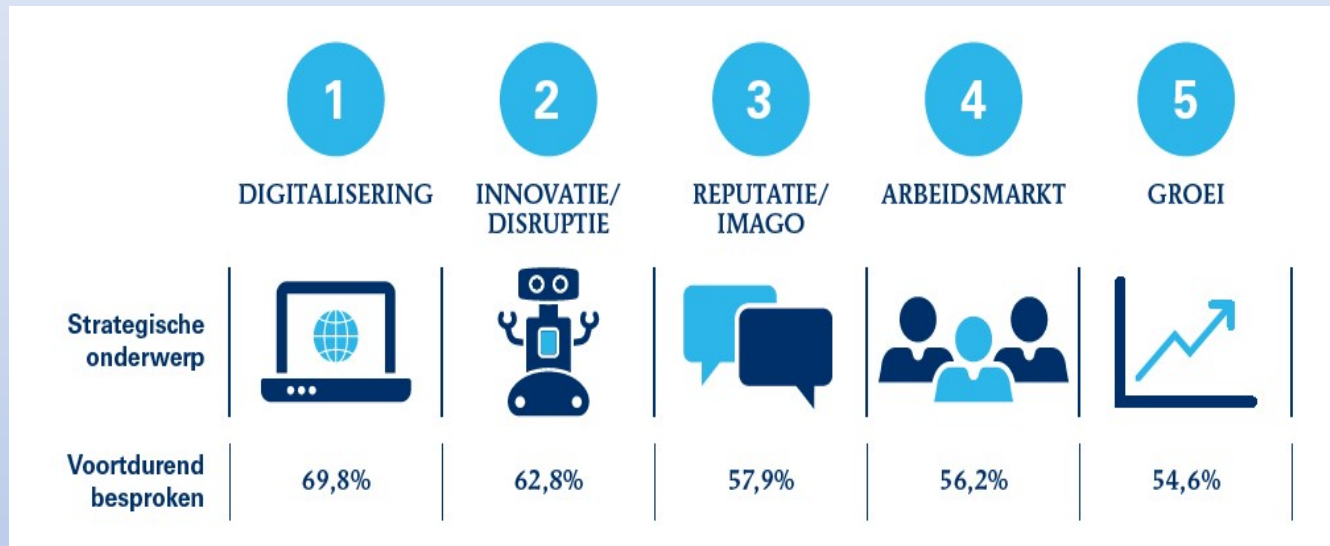 1 2 3 4 5
DIGITALISERING INNOVATIE/ REPUTATIE/ ARBEIDSMARKT GROEI
DISRUPTIE IMAGO
Strategische
onderwerp
Voortdurend
besproken
69,8% 62,8% 57,9% 56,2% 54,6%